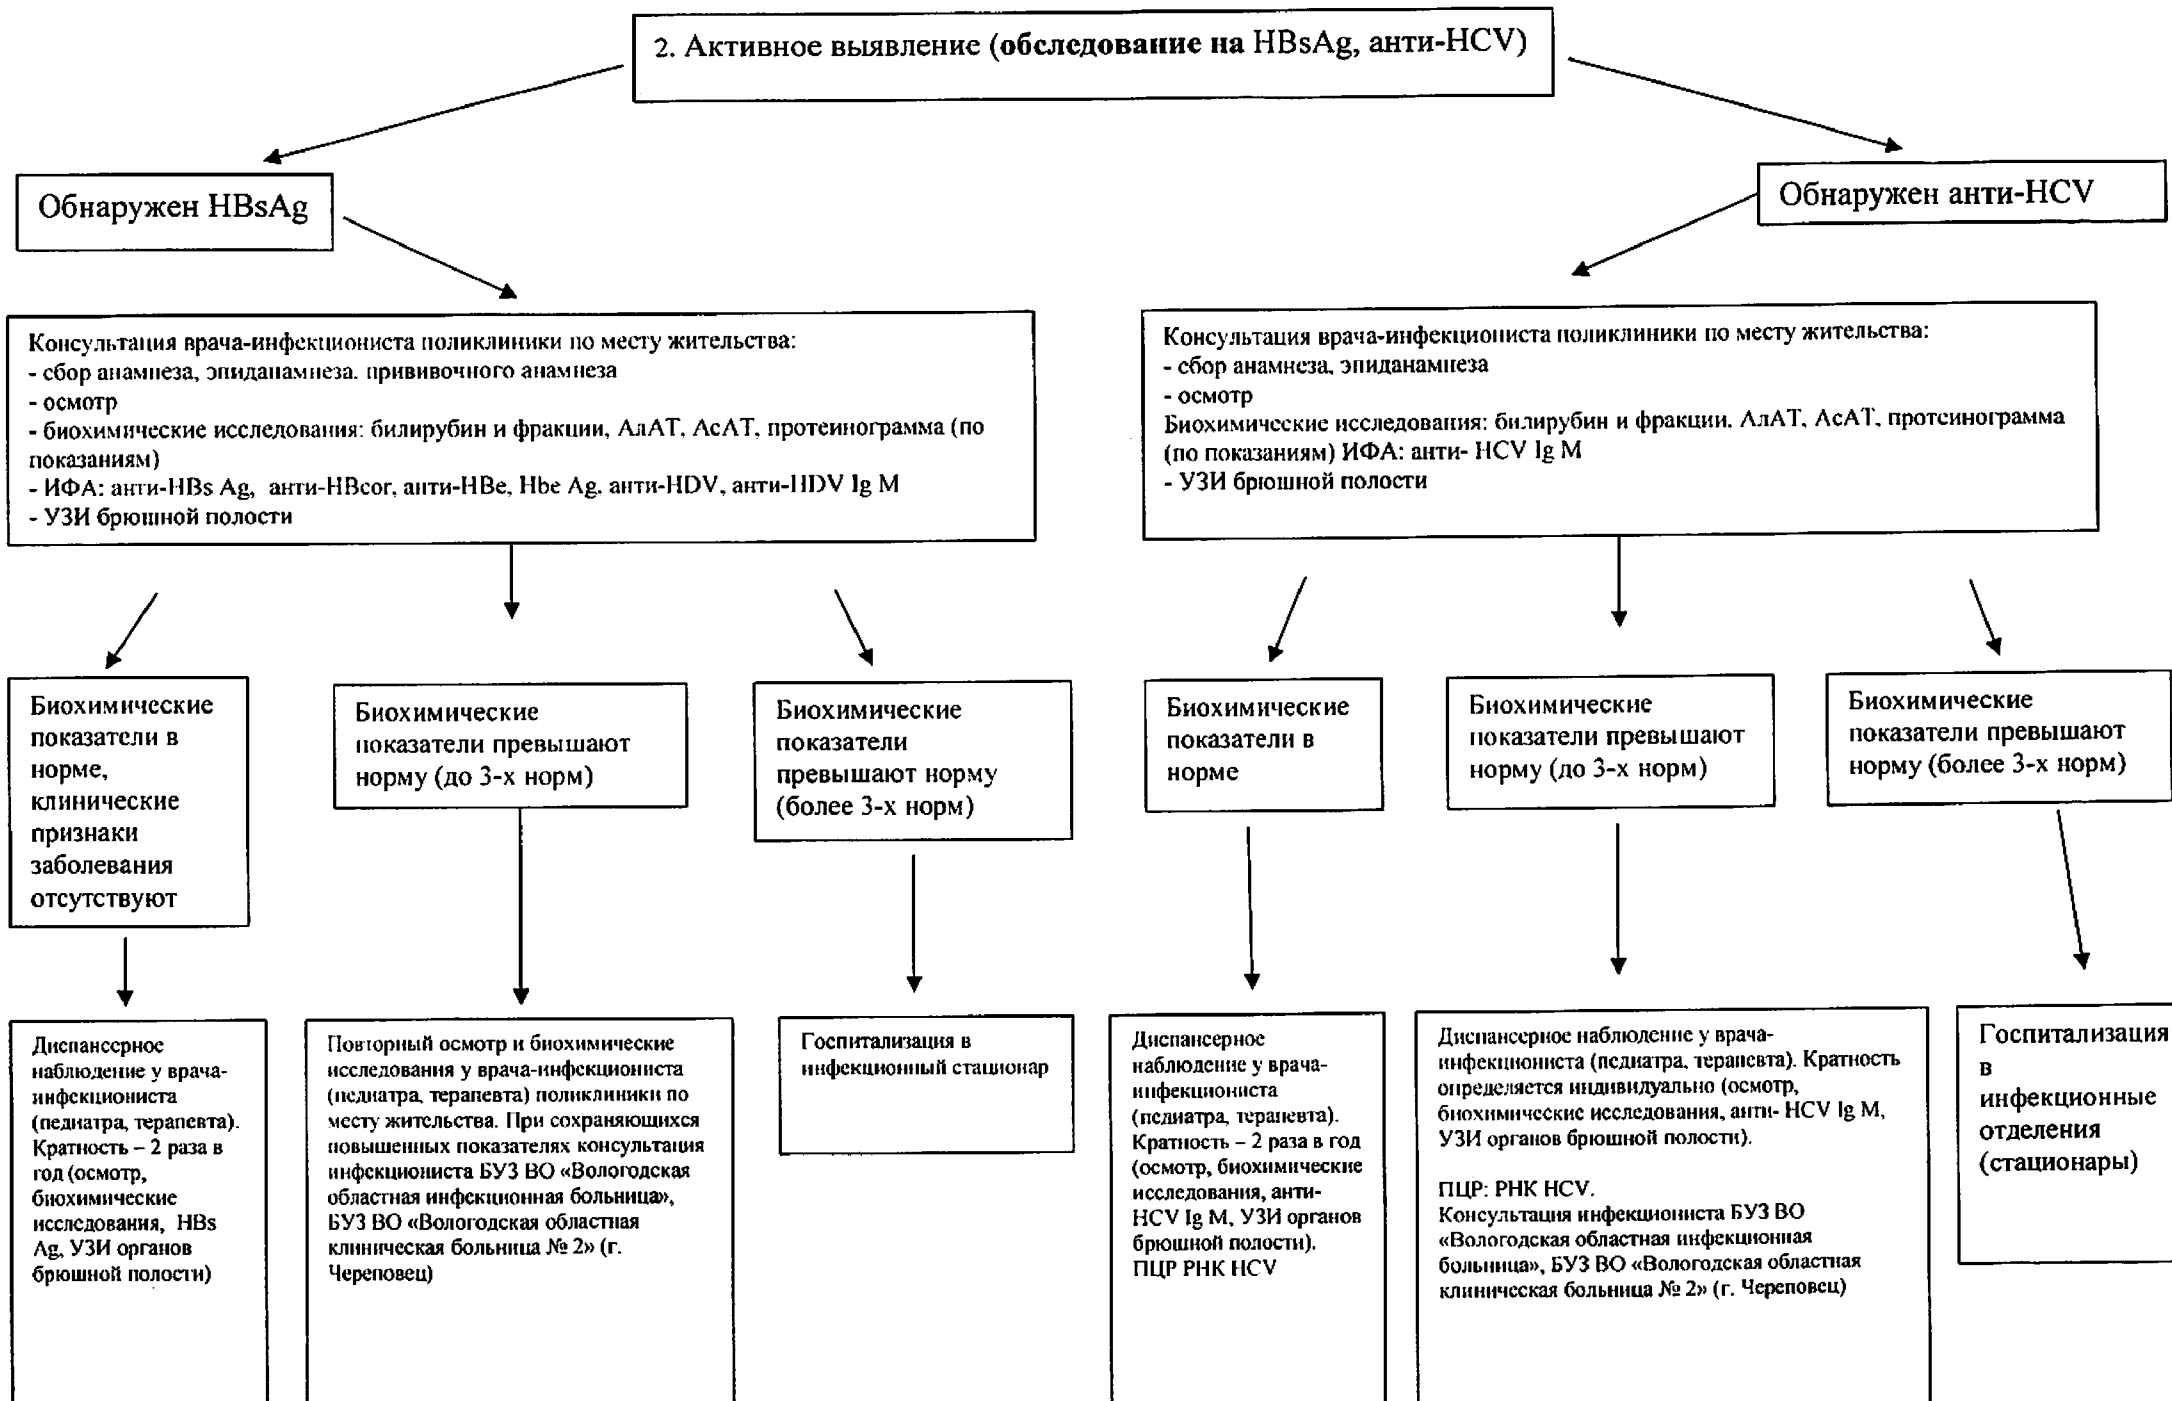 2. Активное выявление (обследование на HBsAg, анти-HCV)
Обнаружен HBsAg
Обнаружен анти-HCV
Консультация врача-инфекциониста поликлиники по месту жительства:
- сбор анамнеза, эпиданамнеза. прививочного анамнеза
- осмотр
- биохимические исследования: билирубин и фракции, АлАТ, АсАТ, протеинограмма (по
показаниям)
- ИФА: анти-HBs Ag, анти-HBcor, анти-HBe, Hbe Ag, анти-HDV, анти-HDV Ig M
- УЗИ брюшной полости
Консультация врача-инфекциониста поликлиники по месту жительства:
- сбор анамнеза, эпиданамнеза
- осмотр
Биохимические исследования: билирубин и фракции, АлАТ, АсАТ, протеинограмма
(по показаниям) ИФА: анти- HCV Ig M
- УЗИ брюшной полости
Биохимические
показатели в
норме,
клинические
признаки
заболевания
отсутствуют
Биохимические
показатели превышают
норму (до 3-х норм)
Биохимические
показатели
превышают норму
(более 3-х норм)
Биохимические
показатели в
норме
Биохимические
показатели превышают
норму (до 3-х норм)
Биохимические
показатели превышают
норму (более 3-х норм)
Диспансерное
наблюдение у врача-
инфекциониста
(педиатра, терапевта).
Кратность – 2 раза в
год (осмотр,
биохимические
исследования, HBs
Ag, УЗИ органов
брюшной полости)
Повторный осмотр и биохимические
исследования у врача-инфекциониста
(педиатра, терапевта) поликлиники по
месту жительства. При сохраняющихся
повышенных показателях консультация
инфекциониста БУЗ ВО «Вологодская
областная инфекционная больница»,
БУЗ ВО «Вологодская областная
клиническая больница № 2» (г.
Череповец)
Госпитализация в
инфекционный стационар
Диспансерное
наблюдение у врача-
инфекциониста
(педиатра, терапевта).
Кратность – 2 раза в год
(осмотр, биохимические
исследования, анти-
HCV Ig M, УЗИ органов
брюшной полости).
ПЦР РНК HCV
Диспансерное наблюдение у врача-
инфекциониста (педиатра, терапевта). Кратность
определяется индивидуально (осмотр,
биохимические исследования, анти- HCV Ig M,
УЗИ органов брюшной полости).
ПЦР: РНК HCV.
Консультация инфекциониста БУЗ ВО
«Вологодская областная инфекционная
больница», БУЗ ВО «Вологодская областная
клиническая больница № 2» (г. Череповец)
Госпитализация
в
инфекционные
отделения
(стационары)